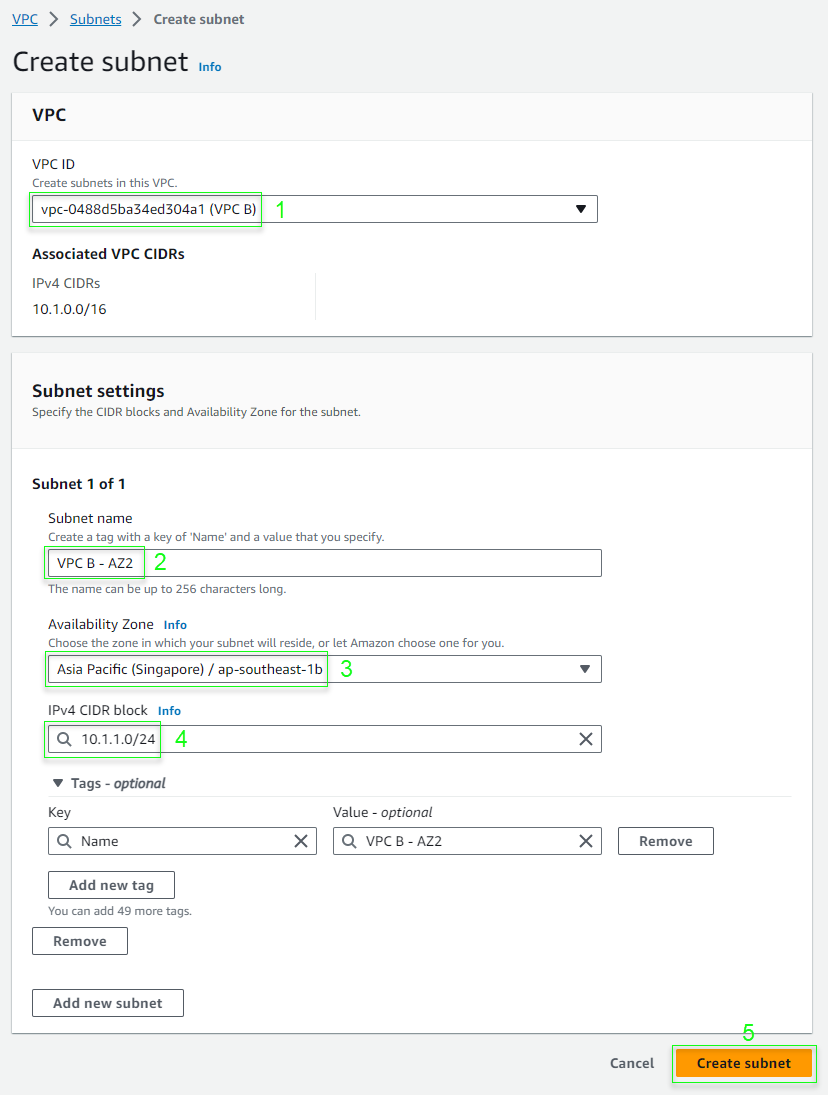 VPC > Subnets > Create subnet
Create subnet Info
VPC
VPC ID
Create subnets in this VPC.
vpc-0488d5ba34ed304a1 (VPC B) 1
Associated VPC CIDRs
IPv4 CIDRs
10.1.0.0/16
Subnet settings
Specify the CIDR blocks and Availability Zone for the subnet.
Subnet 1 of 1
Subnet name
Create a tag with a key of 'Name' and a value that you specify.
VPC B - AZ2 2
The name can be up to 256 characters long.
Availability Zone Info
Choose the zone in which your subnet will reside, or let Amazon choose one for you.
Asia Pacific (Singapore) / ap-southeast-1b 3
IPv4 CIDR block Info
10.1.1.0/24 4
Tags - optional
Key Value - optional
Name VPC B - AZ2 Remove
Add new tag
You can add 49 more tags.
Remove
Add new subnet
5
Cancel Create subnet